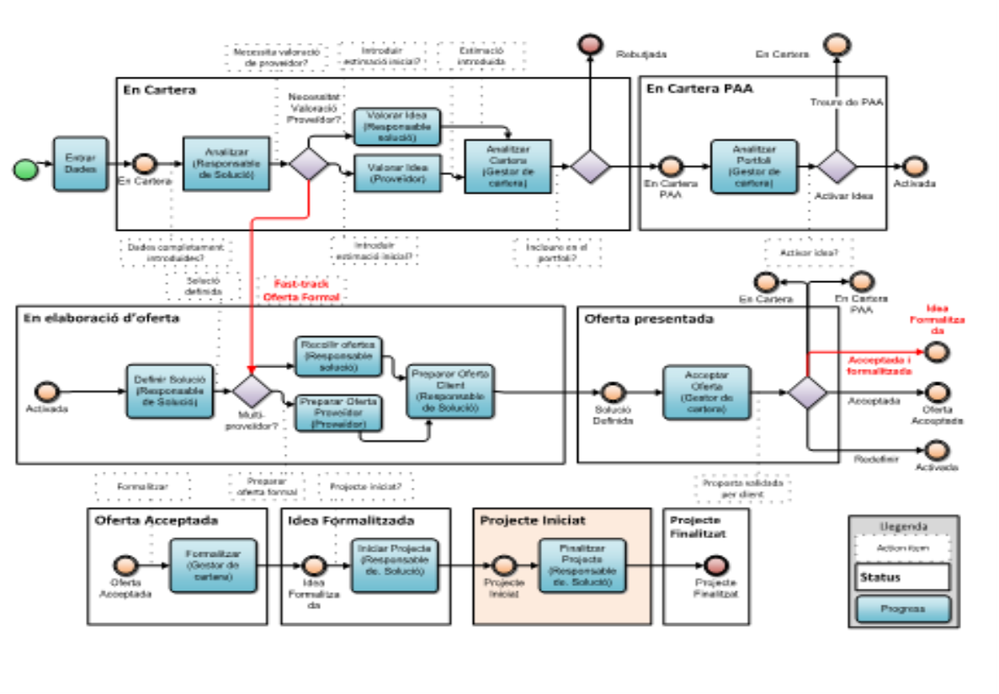 Necessita valoració
de proveïdor?
Introduir
estimació inicial?
Estimació
introduida
Rebutjada
En Cartera
En Cartera
En Cartera PAA
Necessitat
Valoració
Proveïdor?
Treure de PAA
Entrar
Dades
En Cartera
Analitzar
(Responsable
de Solució)
Valorar Idea
(Responsable
solució)
Valorar Idea
(Proveïdor)
Analitzar
Cartera
(Gestor de
cartera)
En Cartera
PAA
Analitzar
Portfoli
(Gestor de
cartera)
Activar Idea
Activada
Dades completament
introduides?
Introduir
estimació inicial?
Incloure en el
portfoli?
Activar idea?
Solució
definida
Fast-track
Oferta Formal
En Cartera
En Cartera
PAA
En elaboració d'oferta
Oferta presentada
Idea
Formalitza
da
Activada
Definir Solució
(Responsable
de Solució)
Multi-
proveïdor?
Recollir ofertes
(Responsable
solució)
Preparar Oferta
Proveïdor
(Proveïdor)
Preparar Oferta
Client
(Responsable
de Solució)
Solució
Definida
Acceptar
Oferta
(Gestor de
cartera)
Acceptada i
formalitzada
Acceptada
Oferta
Acceptada
Redefinir
Activada
Formalitzar
Preparar
oferta formal
Projecte iniciat?
Proposta validada
per client
Oferta Acceptada
Idea Formalitzada
Projecte Iniciat
Projecte
Finalitzat
Oferta
Acceptada
Formalitzar
(Gestor de
cartera)
Idea
Formalitza
da
Iniciar Projecte
(Responsable
de. Solució)
Projecte
Iniciat
Finalitzar
Projecte
(Responsable
de. Solució)
Projecte
Finalitzat
Llegenda
Action item
Status
Progress